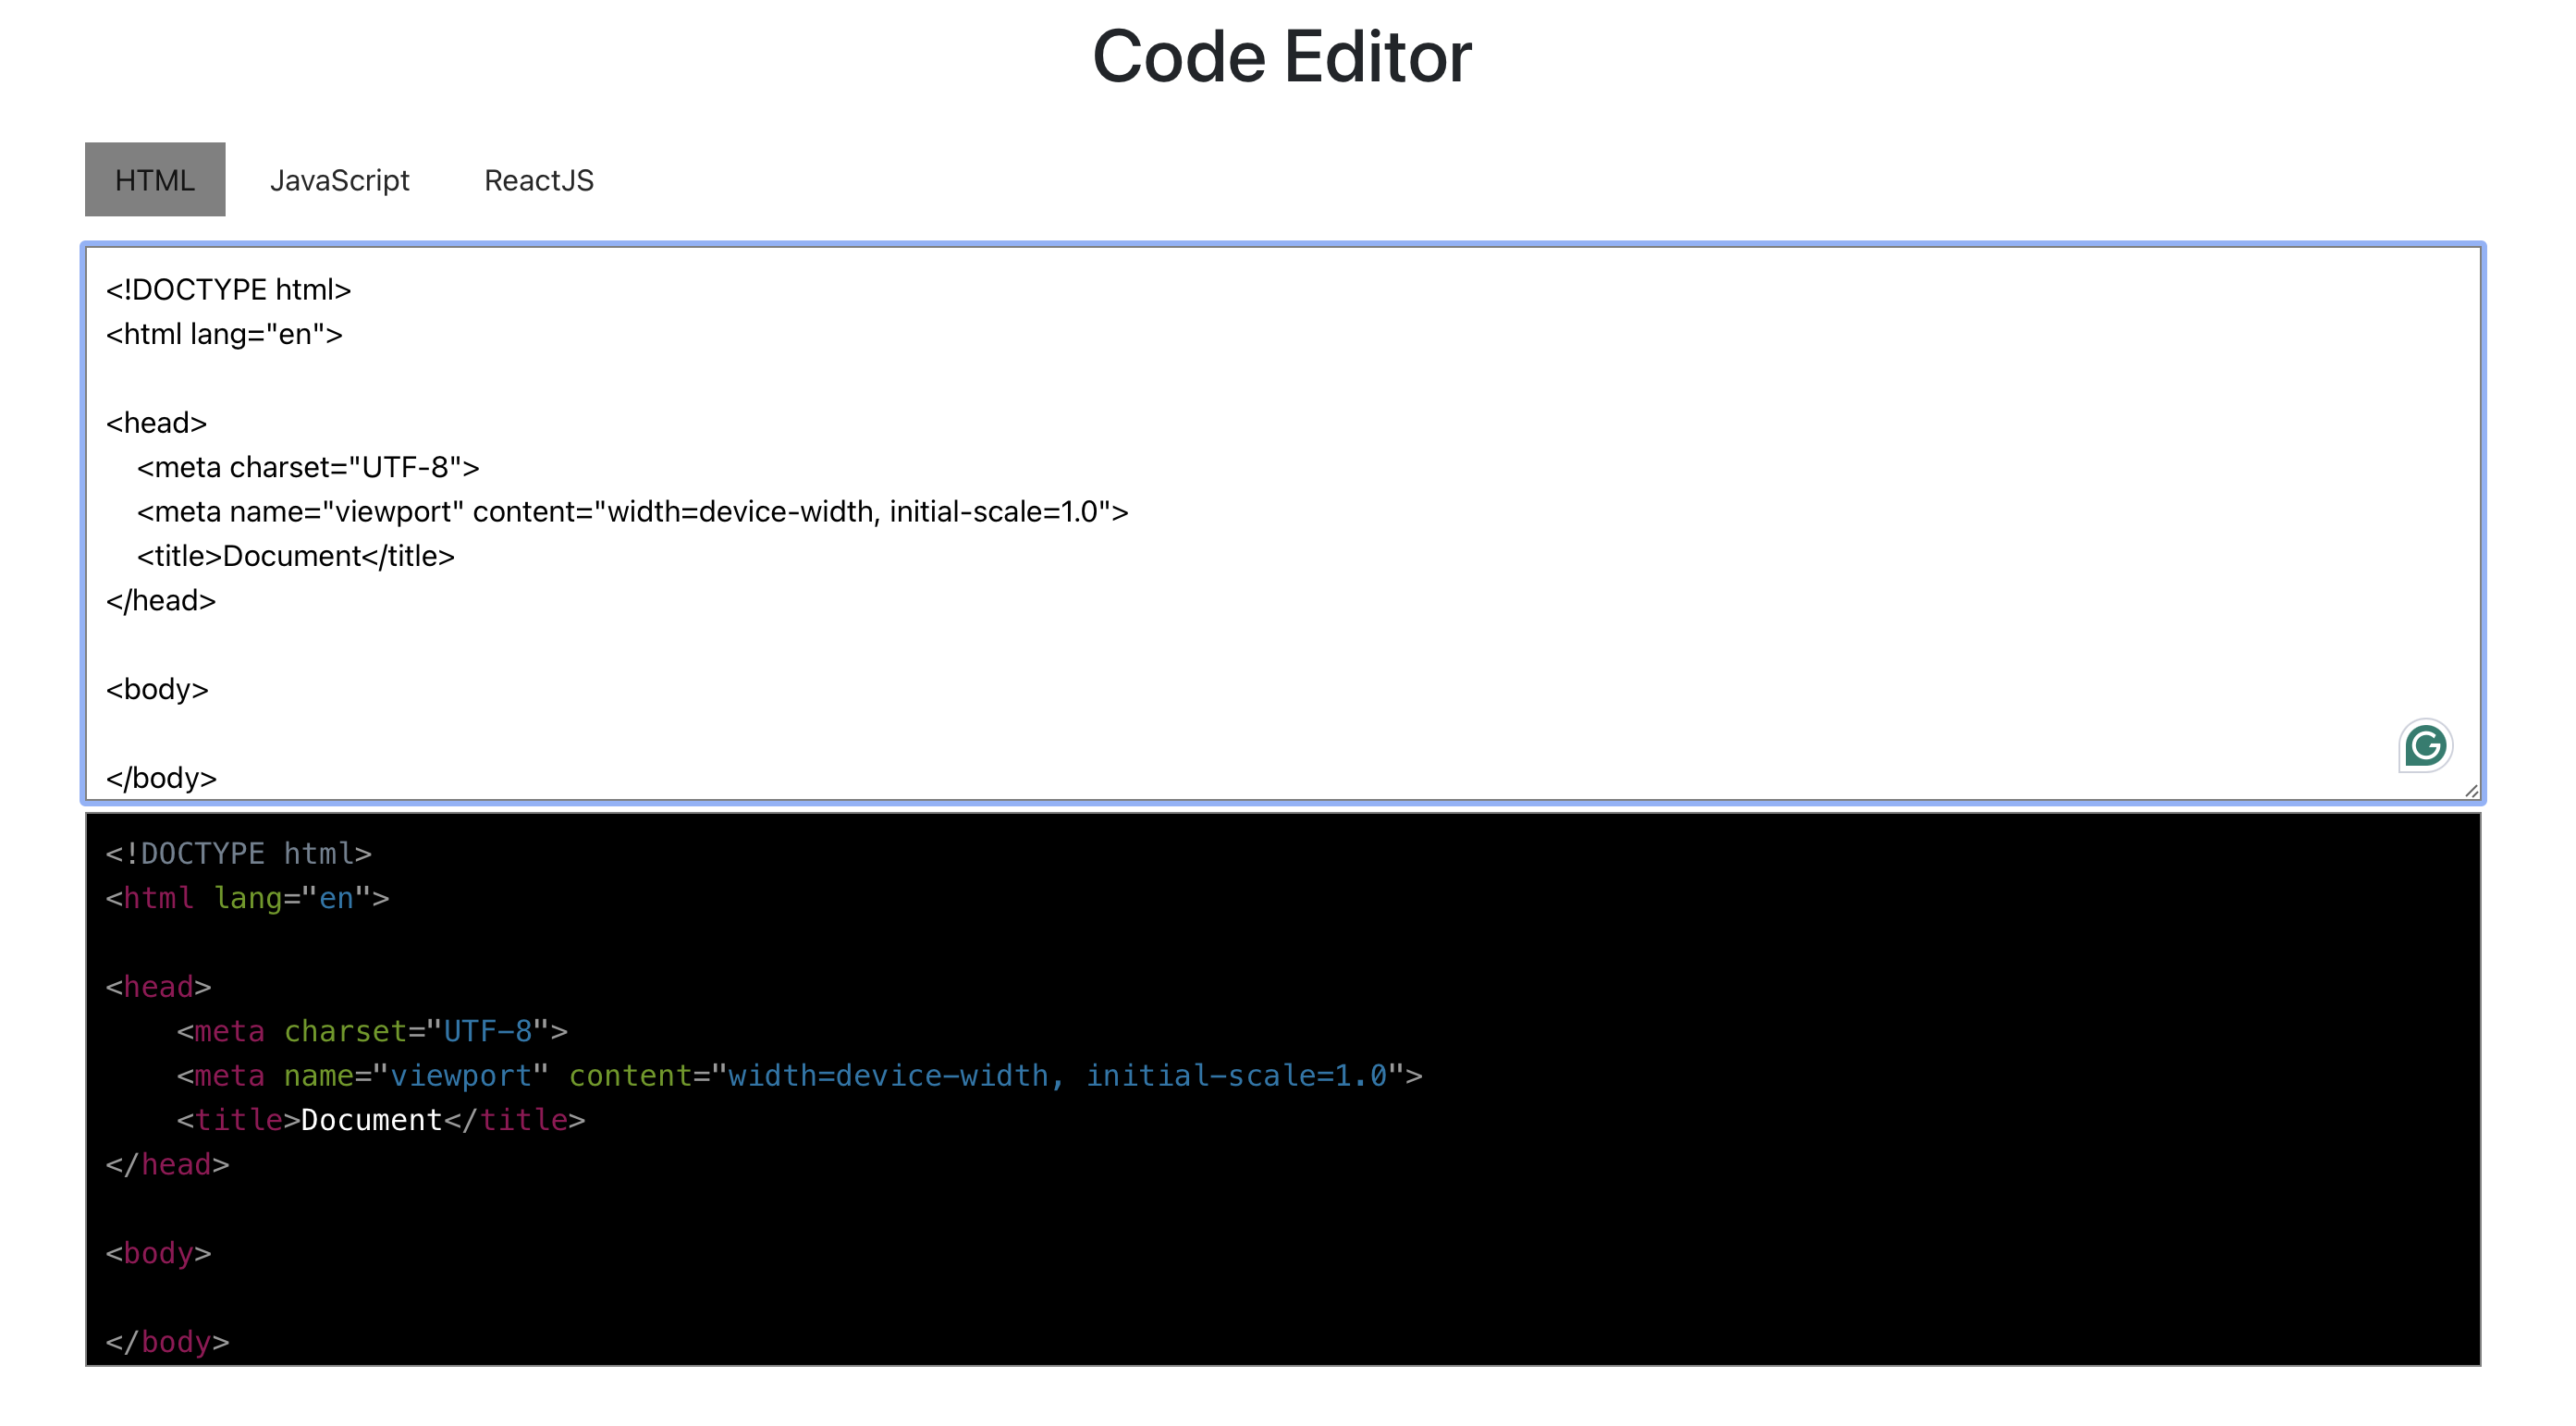 Code Editor
HTML JavaScript ReactJS
<!DOCTYPE html>
<html lang="en">
<head>
    <meta charset="UTF-8">
    <meta name="viewport" content="width=device-width, initial-scale=1.0">
    <title>Document</title>
</head>
<body>
</body>
G
<!DOCTYPE html>
<html lang="en">
<head>
    <meta charset="UTF-8">
    <meta name="viewport" content="width=device-width, initial-scale=1.0">
    <title>Document</title>
</head>
<body>
</body>